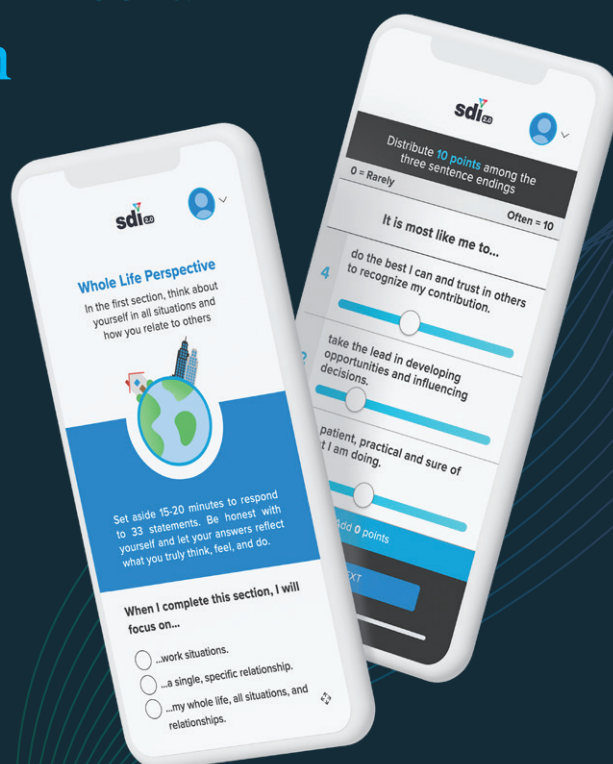 sdi 2.0
Whole Life Perspective
In the first section, think about
yourself in all situations and
how you relate to others
Set aside 15-20 minutes to respond
to 33 statements. Be honest with
yourself and let your answers reflect
what you truly think, feel, and do.
When I complete this section, I will
focus on...
...work situations.
...a single, specific relationship.
...my whole life, all situations, and
relationships.
sdi 2.0
Distribute 10 points among the
three sentence endings
0 = Rarely
Often = 10
It is most like me to...
4
do the best I can and trust in others
to recognize my contribution.
take the lead in developing
opportunities and influencing
decisions.
patient, practical and sure of
I am doing.
Add 0 points